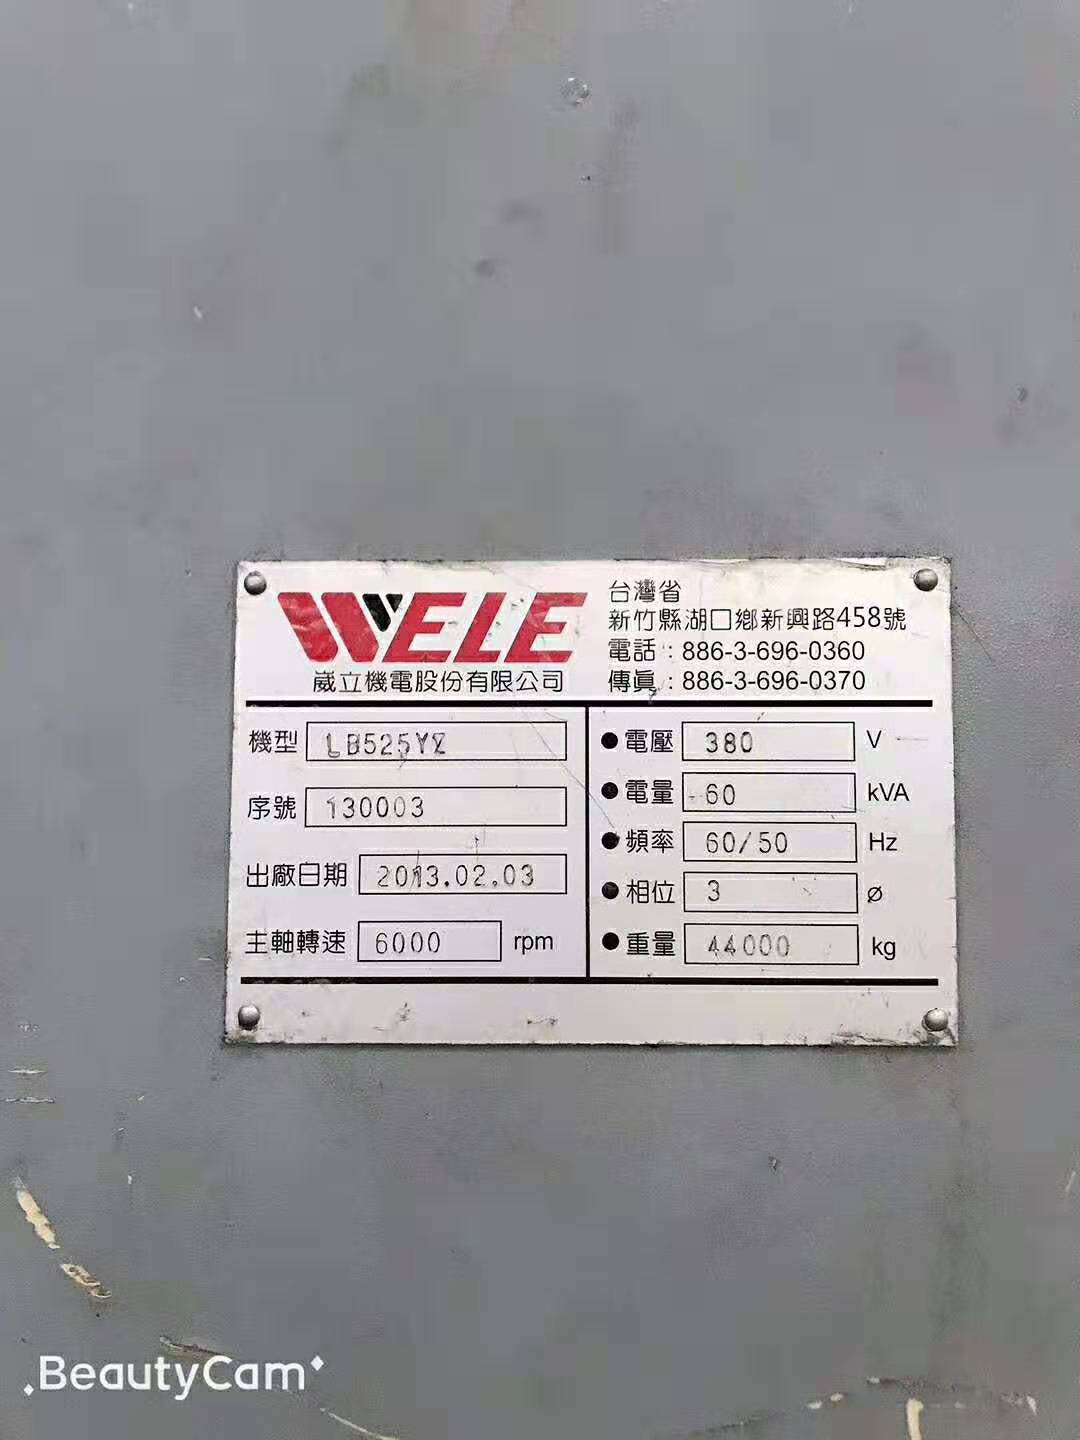 WELE
崴立機電股份有限公司
台灣省
新竹縣湖口鄉新興路458號
電話：886-3-696-0360
傳真：886-3-696-0370
機型 LB525YZ
序號 130003
出廠日期 2013.02.03
主軸轉速 6000 rpm
●電壓 380 V
●電量 60 kVA
●頻率 60/50 Hz
●相位 3 ø
●重量 44000 kg
BeautyCam